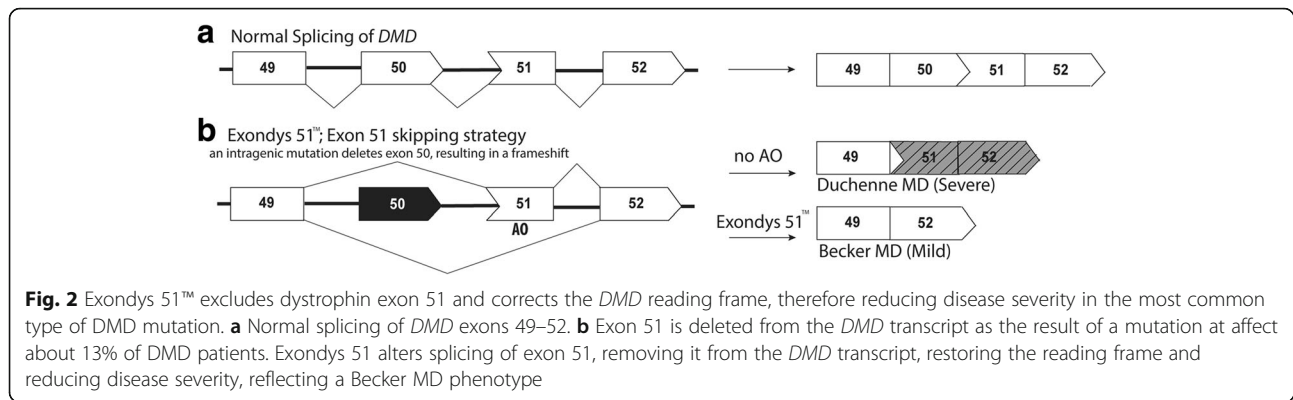 a Normal Splicing of DMD
49 50 51 52 49 50 51 52
b Exondys 51™; Exon 51 skipping strategy
an intragenic mutation deletes exon 50, resulting in a frameshift
no AO
49 51 52
Duchenne MD (Severe)
49 50 51 52
AO
Exondys 51™
49 52
Becker MD (Mild)
Fig. 2 Exondys 51™ excludes dystrophin exon 51 and corrects the DMD reading frame, therefore reducing disease severity in the most common
type of DMD mutation. a Normal splicing of DMD exons 49–52. b Exon 51 is deleted from the DMD transcript as the result of a mutation at affect
about 13% of DMD patients. Exondys 51 alters splicing of exon 51, removing it from the DMD transcript, restoring the reading frame and
reducing disease severity, reflecting a Becker MD phenotype